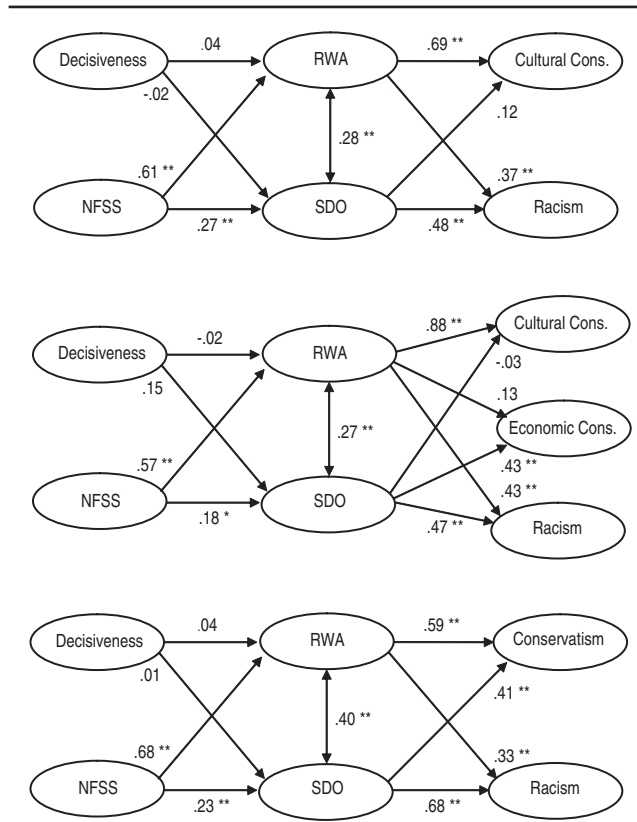 Decisiveness .04 RWA .69 ** Cultural Cons.
-.02 .12
.28 **
.61 ** .37 **
NFSS .27 ** SDO .48 ** Racism
Cultural Cons.
.88 **
Decisiveness -.02 RWA -.03
.15 .13
.27 ** Economic Cons.
.57 ** .43 **
NFSS .18 * SDO .43 **
.47 ** Racism
Decisiveness .04 RWA .59 ** Conservatism
.01 .41 **
.40 **
.68 ** .33 **
NFSS .23 ** SDO .68 ** Racism